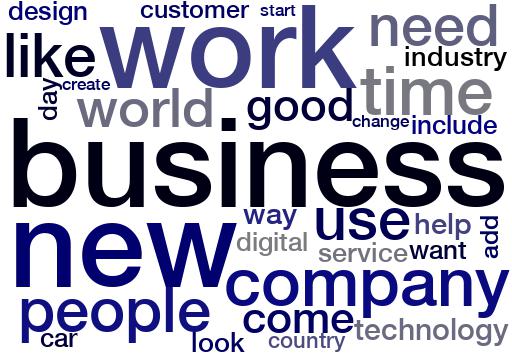 design
customer
start
work
need
like
industry
day
create
world
good
time
change
include
business
new
way
use
help
add
digital
service
want
company
people
come
technology
car
look
country